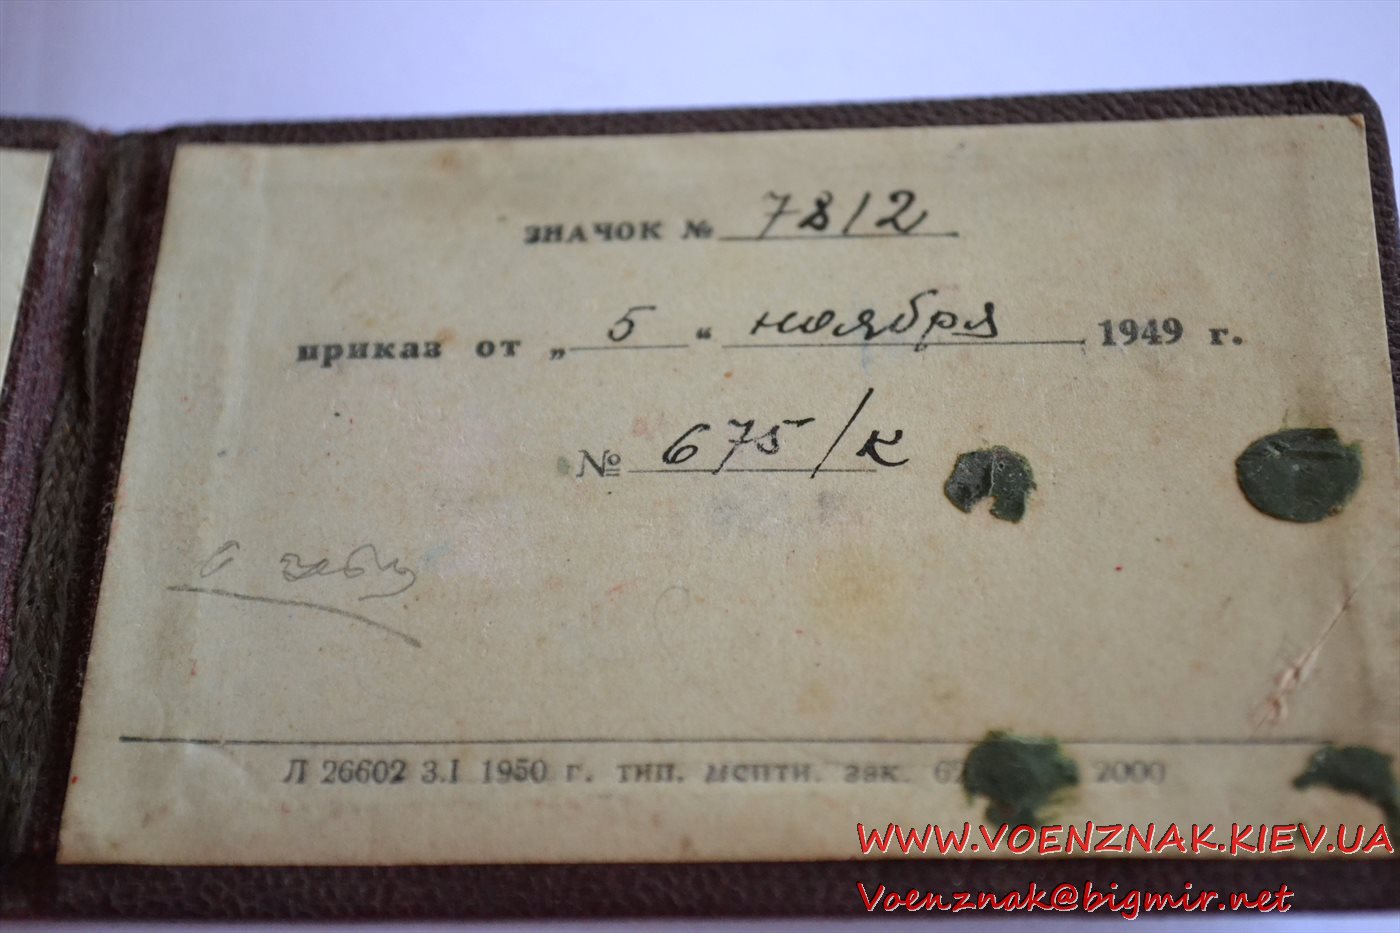 ЗНАЧОК № 7812
приказ от „ 5 “ ноября 1949 г.
№ 675/к
Л 26602 3.I 1950 г. тип. зак. 2000
WWW.VOENZNAK.KIEV.UA
Voenznak@bigmir.net